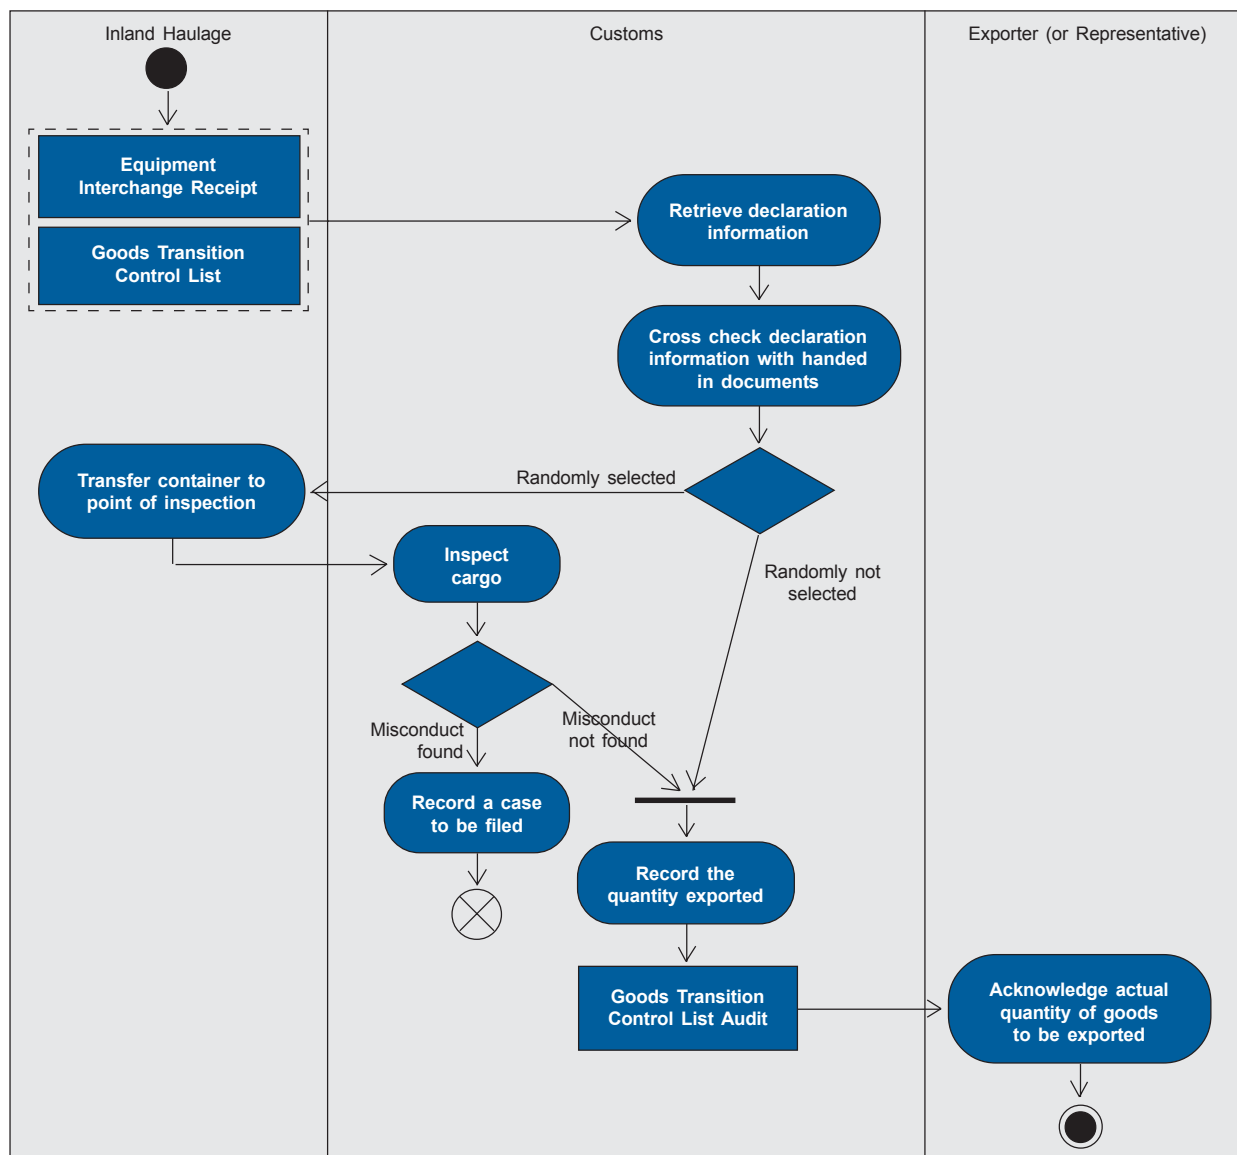 Inland Haulage
Customs
Exporter (or Representative)
Equipment
Interchange Receipt
Goods Transition
Control List
Retrieve declaration
information
Cross check declaration
information with handed
in documents
Transfer container to
point of inspection
Randomly selected
Inspect
cargo
Randomly not
selected
Misconduct
found
Misconduct
not found
Record a case
to be filed
Record the
quantity exported
Goods Transition
Control List Audit
Acknowledge actual
quantity of goods
to be exported